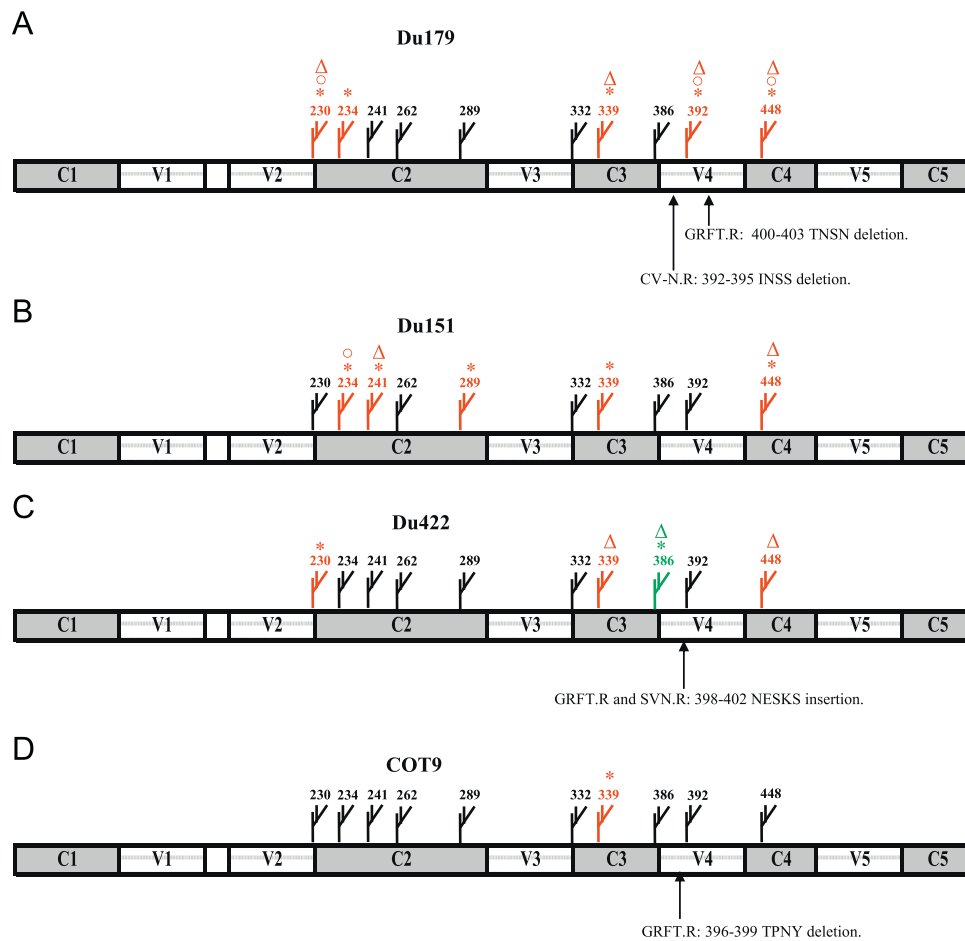 A
Du179
Δ Δ Δ Δ
○ ○ ○
* * * * *
230 234 241 262 289 332 339 386 392 448
C1 V1 V2 C2 V3 C3 V4 C4 V5 C5
GRFT.R: 400-403 TNSN deletion.
CV-N.R: 392-395 INSS deletion.
B
Du151
○ Δ Δ
* * * * *
230 234 241 262 289 332 339 386 392 448
C1 V1 V2 C2 V3 C3 V4 C4 V5 C5
C
Du422
Δ
* Δ * Δ
230 234 241 262 289 332 339 386 392 448
C1 V1 V2 C2 V3 C3 V4 C4 V5 C5
GRFT.R and SVN.R: 398-402 NESKS insertion.
D
COT9
*
230 234 241 262 289 332 339 386 392 448
C1 V1 V2 C2 V3 C3 V4 C4 V5 C5
GRFT.R: 396-399 TPNY deletion.